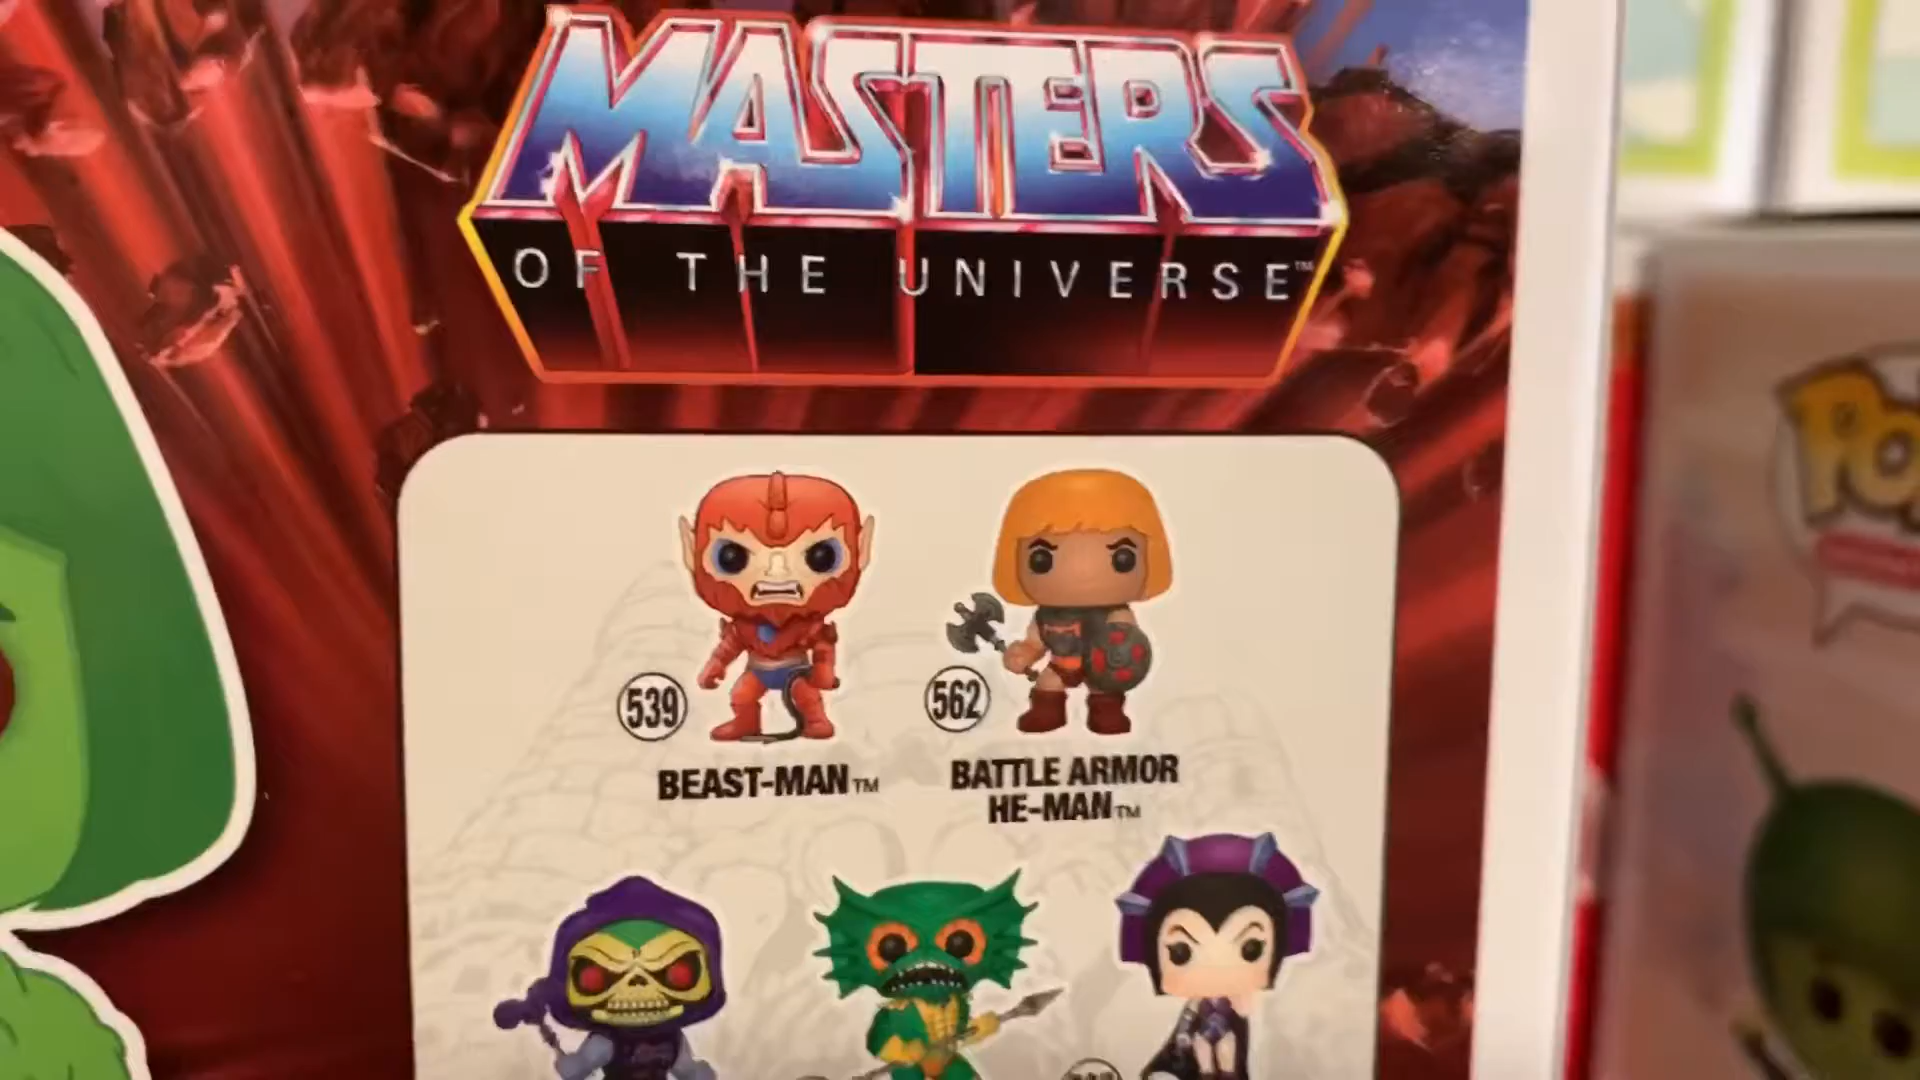 MASTERS
OF THE UNIVERSE™
539
562
BEAST-MAN™
BATTLE ARMOR
HE-MAN™